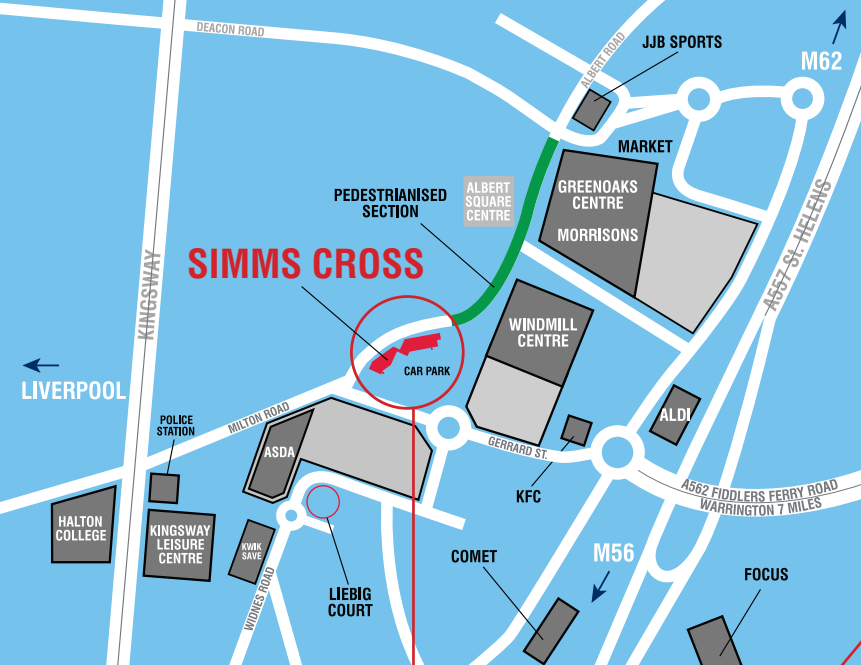 DEACON ROAD
ALBERT ROAD
JJB SPORTS
M62
MARKET
PEDESTRIANISED
SECTION
ALBERT
SQUARE
CENTRE
GREENOAKS
CENTRE
MORRISONS
A557 St. HELENS
KINGSWAY
SIMMS CROSS
WINDMILL
CENTRE
CAR PARK
LIVERPOOL
MILTON ROAD
POLICE
STATION
ALDI
ASDA
GERRARD ST.
KFC
A562 FIDDLERS FERRY ROAD
WARRINGTON 7 MILES
HALTON
COLLEGE
KINGSWAY
LEISURE
CENTRE
KWIK
SAVE
WIDNES ROAD
LIEBIG
COURT
COMET
M56
FOCUS